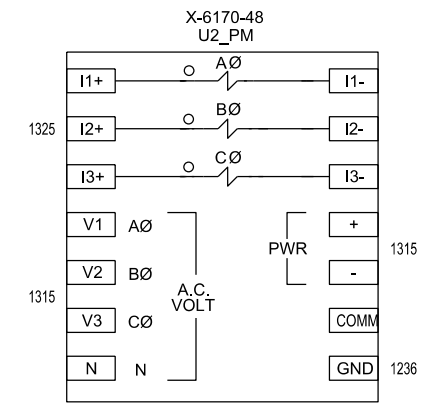 X-6170-48
U2_PM
I1+ AØ I1-
1325 I2+ BØ I2-
I3+ CØ I3-
V1 AØ +
PWR 1315
V2 BØ -
1315 A.C.
VOLT
V3 CØ COMM
N N GND 1236